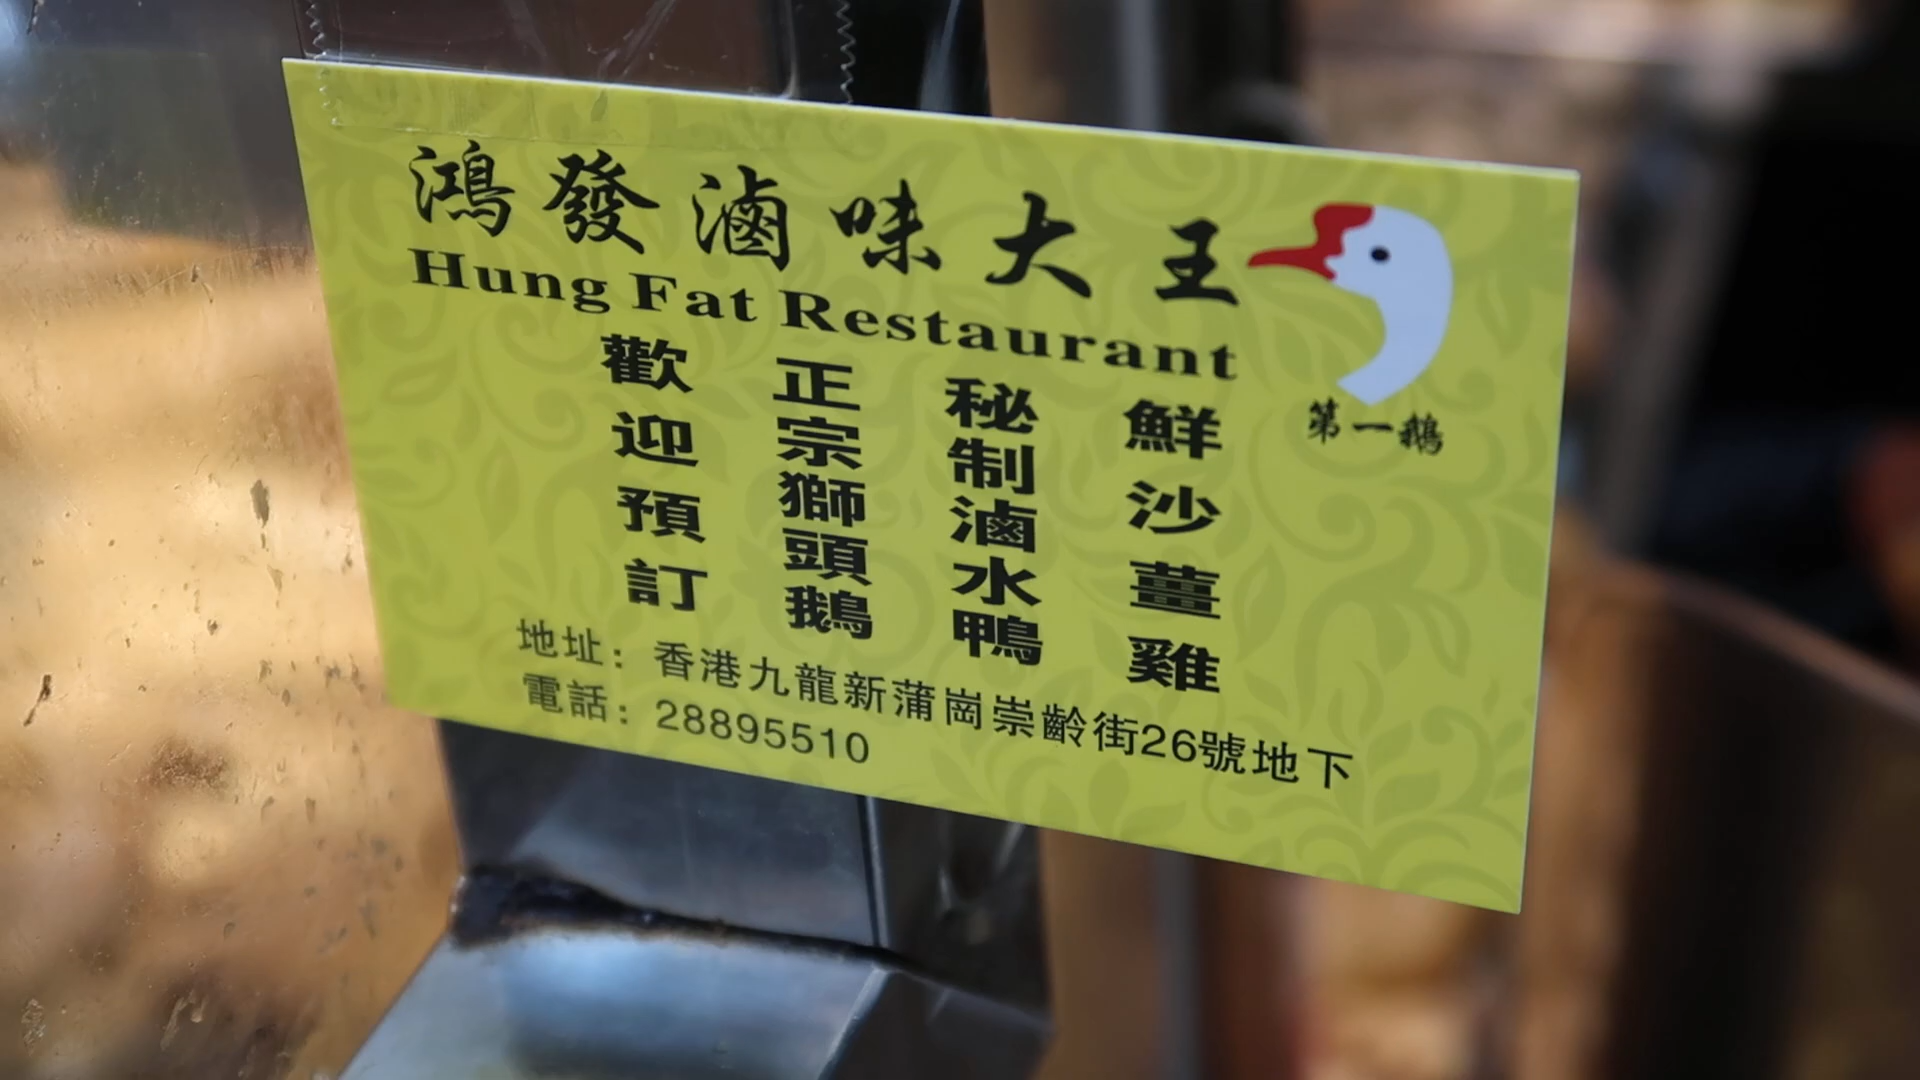 鴻發滷味大王
Hung Fat Restaurant
第一鵝
鮮沙薑雞
秘制滷水鴨
正宗獅頭鵝
歡迎預訂
地址：香港九龍新蒲崗崇齡街26號地下
電話：28895510